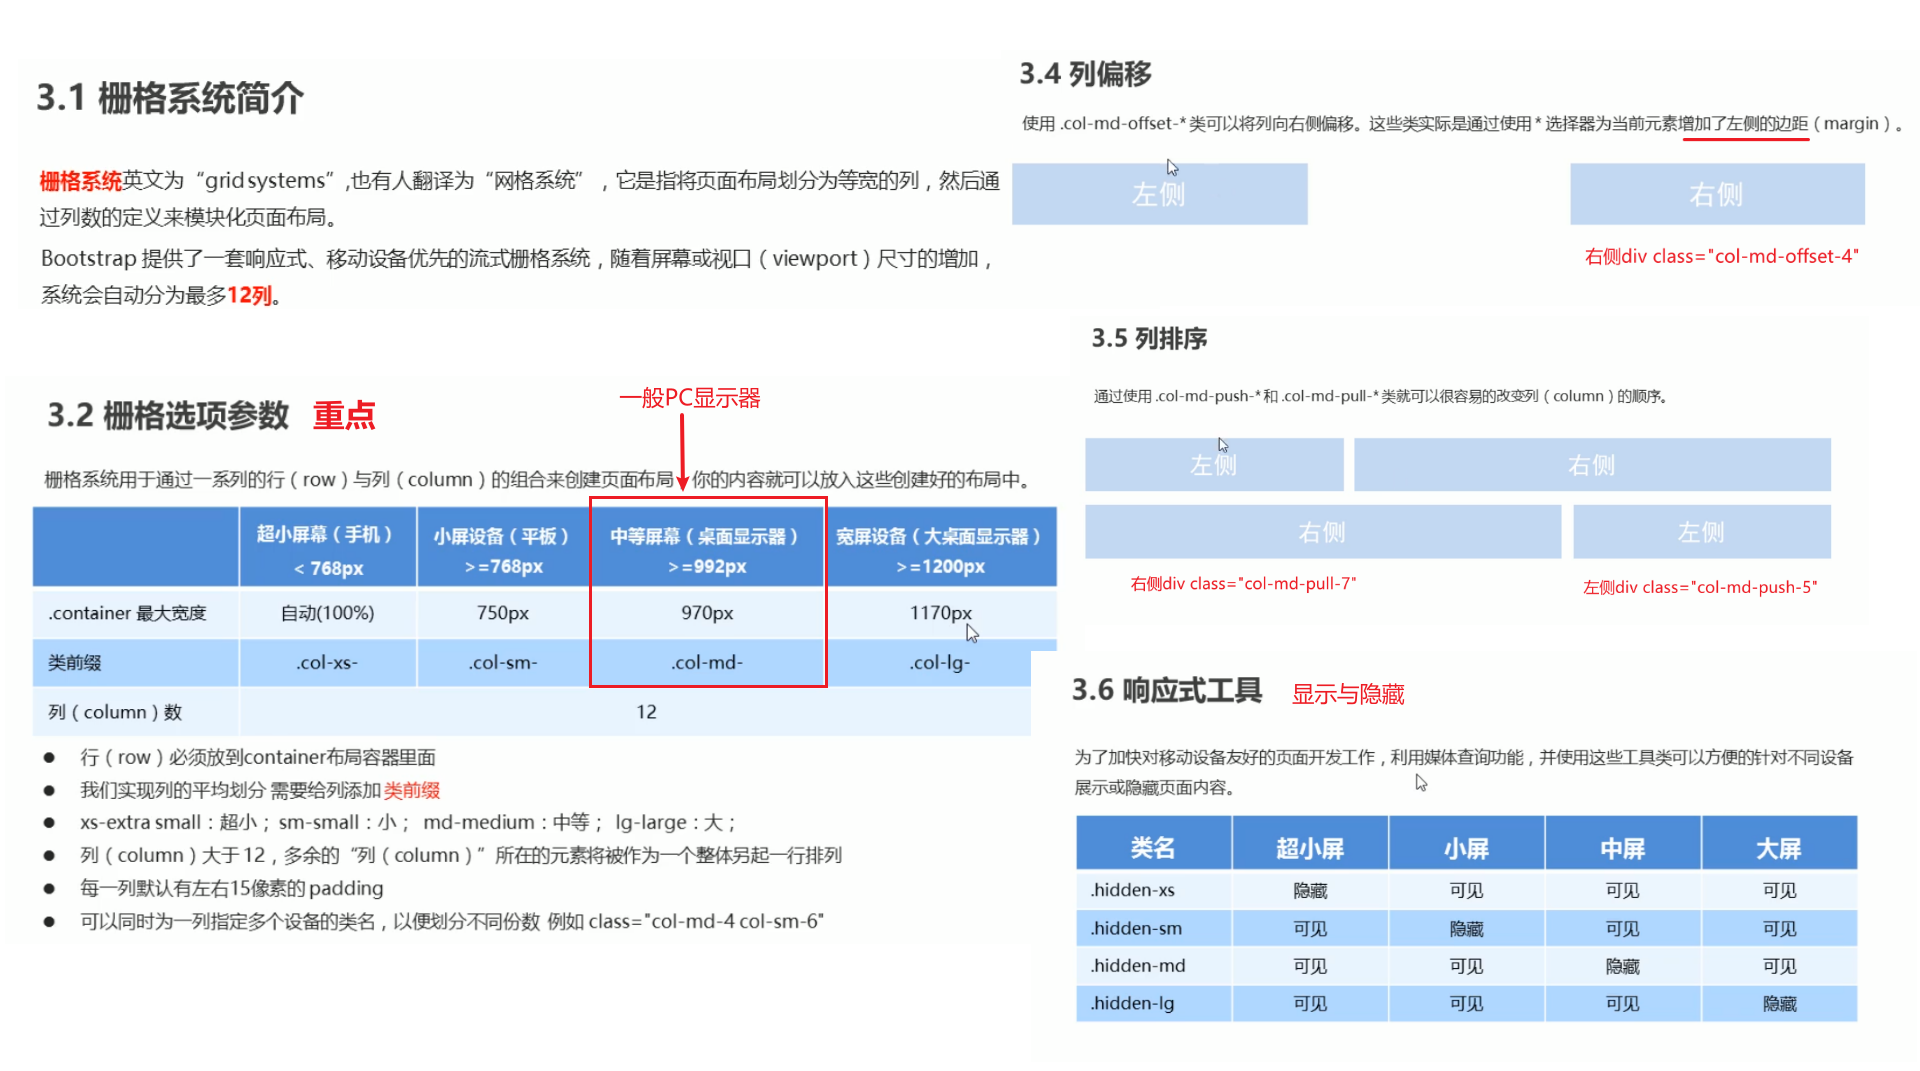 3.1 栅格系统简介
栅格系统英文为“grid systems”,也有人翻译为“网格系统”，它是指将页面布局划分为等宽的列，然后通
过列数的定义来模块化页面布局。
Bootstrap 提供了一套响应式、移动设备优先的流式栅格系统，随着屏幕或视口（viewport）尺寸的增加，
系统会自动分为最多12列。
3.2 栅格选项参数 重点
一般PC显示器
栅格系统用于通过一系列的行（row）与列（column）的组合来创建页面布局 你的内容就可以放入这些创建好的布局中。
超小屏幕（手机） 小屏设备（平板） 中等屏幕（桌面显示器） 宽屏设备（大桌面显示器）
< 768px >=768px >=992px >=1200px
.container 最大宽度 自动(100%) 750px 970px 1170px
类前缀 .col-xs- .col-sm- .col-md- .col-lg-
列（column）数 12
● 行（row）必须放到container布局容器里面
● 我们实现列的平均划分 需要给列添加 类前缀
● xs-extra small：超小；sm-small：小； md-medium：中等； lg-large：大；
● 列（column）大于 12，多余的“列（column）”所在的元素将被作为一个整体另起一行排列
● 每一列默认有左右15像素的 padding
● 可以同时为一列指定多个设备的类名，以便划分不同份数 例如 class="col-md-4 col-sm-6"
3.4 列偏移
使用 .col-md-offset-* 类可以将列向右侧偏移。这些类实际是通过使用 * 选择器为当前元素增加了左侧的边距（margin）。
左侧 右侧
右侧div class="col-md-offset-4"
3.5 列排序
通过使用 .col-md-push-* 和 .col-md-pull-* 类就可以很容易的改变列（column）的顺序。
左侧 右侧
右侧 左侧
右侧div class="col-md-pull-7" 左侧div class="col-md-push-5"
3.6 响应式工具 显示与隐藏
为了加快对移动设备友好的页面开发工作，利用媒体查询功能，并使用这些工具类可以方便的针对不同设备
展示或隐藏页面内容。
类名 超小屏 小屏 中屏 大屏
.hidden-xs 隐藏 可见 可见 可见
.hidden-sm 可见 隐藏 可见 可见
.hidden-md 可见 可见 隐藏 可见
.hidden-lg 可见 可见 可见 隐藏